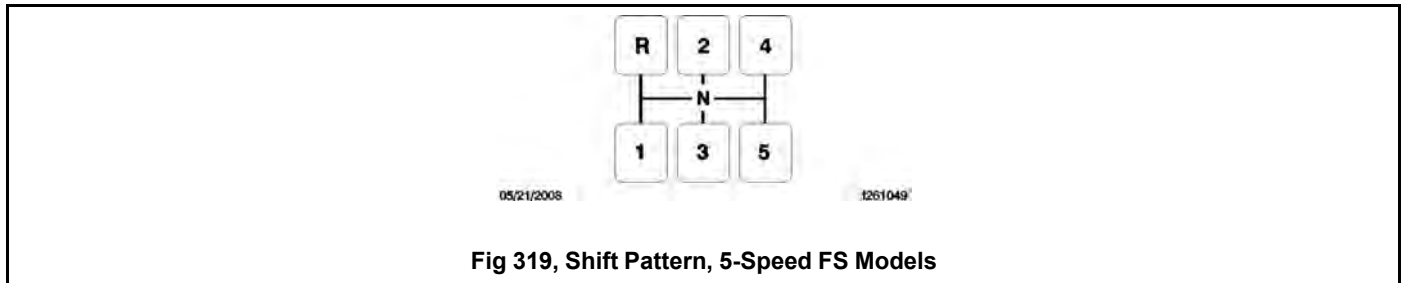 R 2 4
N
1 3 5
05/21/2008 f261049
Fig 319, Shift Pattern, 5-Speed FS Models